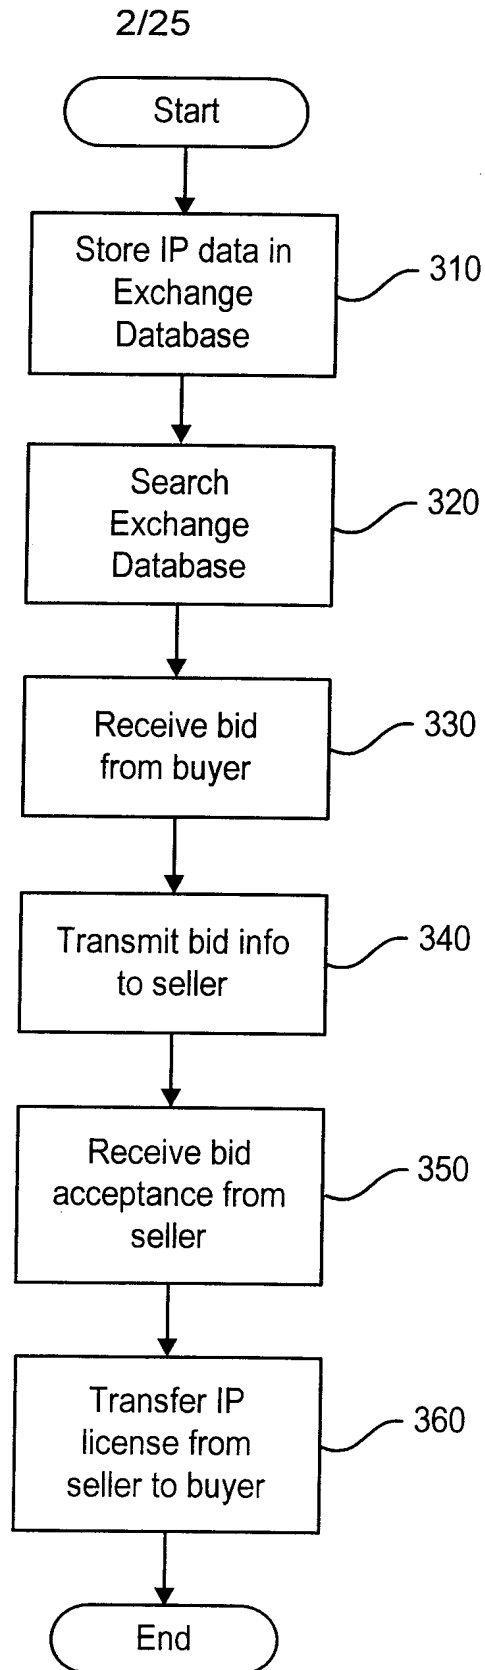 2/25
Start
Store IP data in
Exchange
Database
310
Search
Exchange
Database
320
Receive bid
from buyer
330
Transmit bid info
to seller
340
Receive bid
acceptance from
seller
350
Transfer IP
license from
seller to buyer
360
End